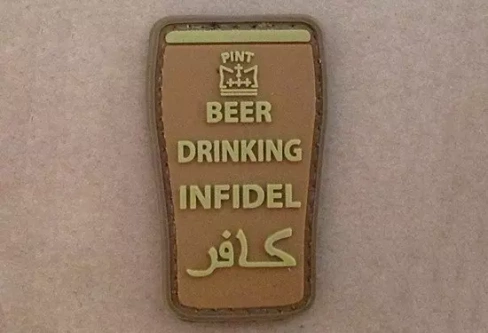 PINT
BEER
DRINKING
INFIDEL
كافر